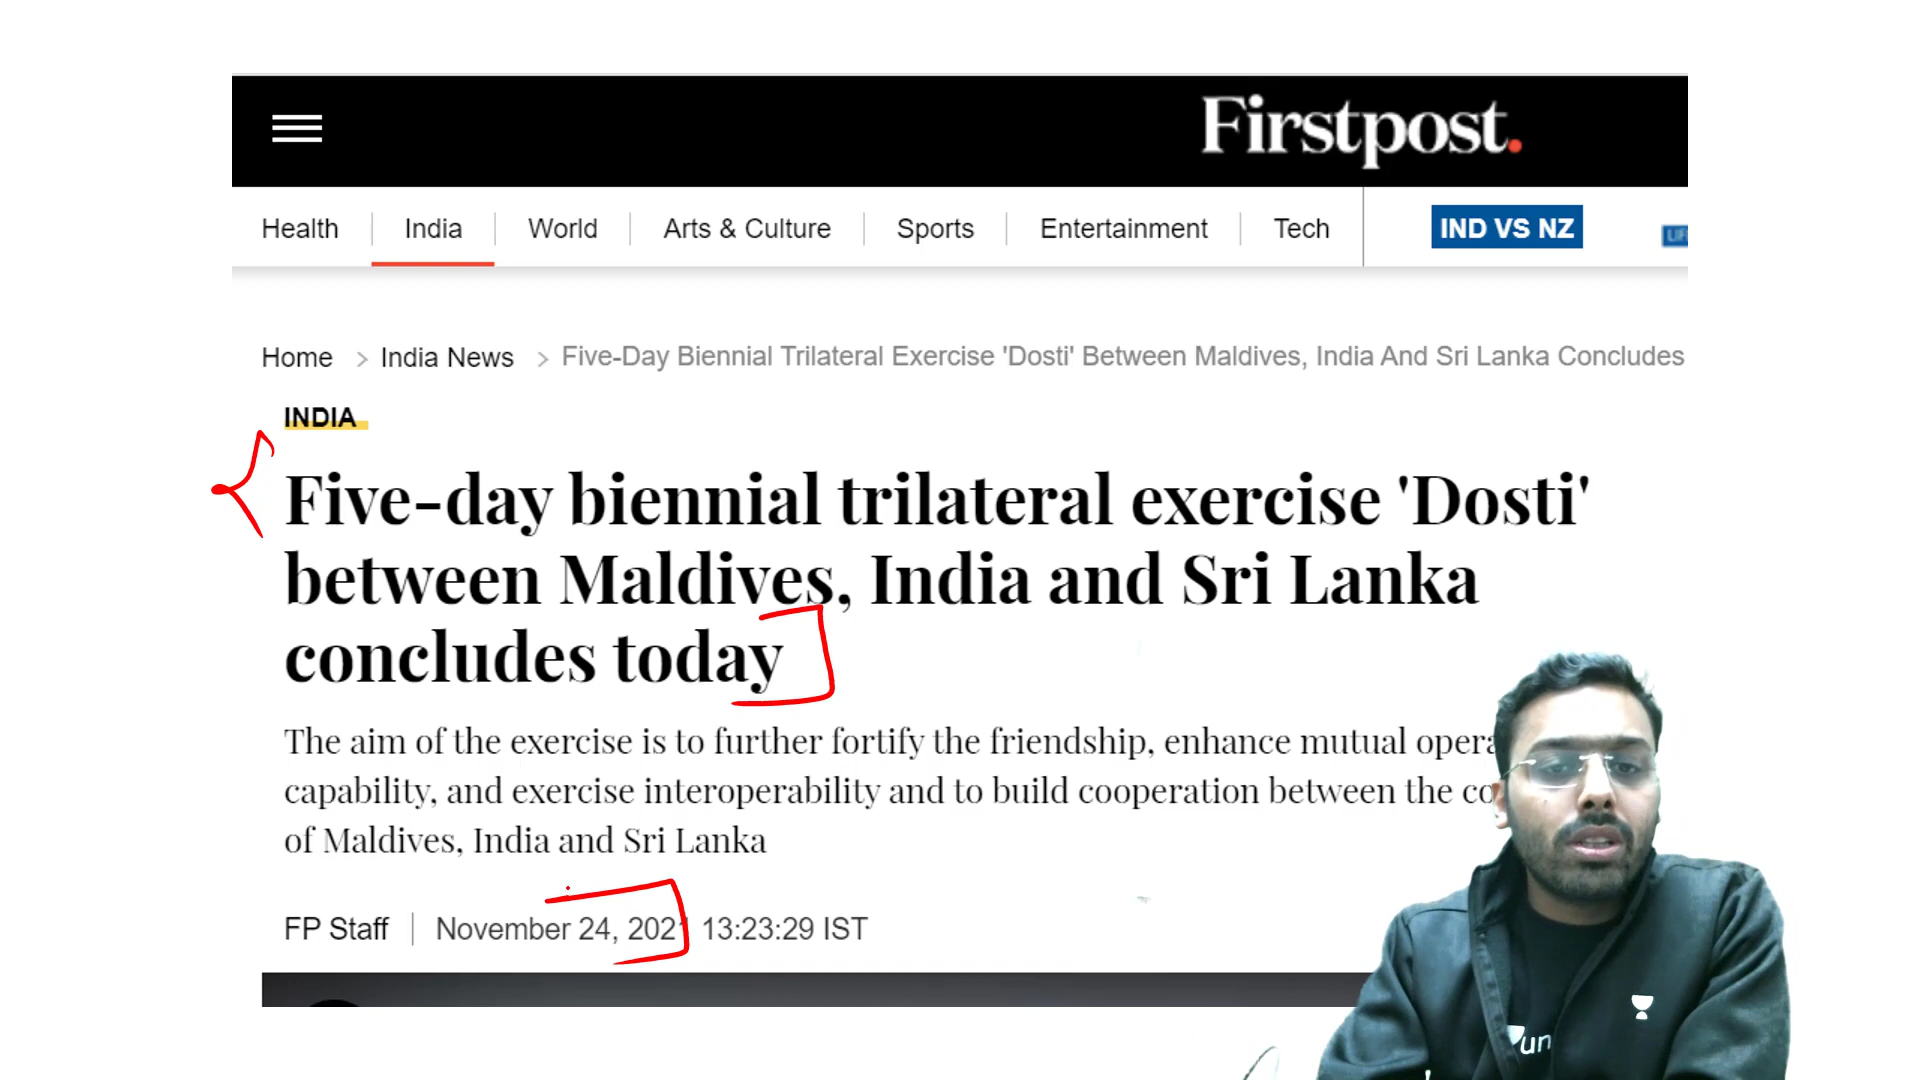 Firstpost.
Health India World Arts & Culture Sports Entertainment Tech IND VS NZ
Home > India News > Five-Day Biennial Trilateral Exercise 'Dosti' Between Maldives, India And Sri Lanka Concludes
INDIA
Five-day biennial trilateral exercise 'Dosti'
between Maldives, India and Sri Lanka
concludes today
The aim of the exercise is to further fortify the friendship, enhance mutual opera
capability, and exercise interoperability and to build cooperation between the co
of Maldives, India and Sri Lanka
FP Staff | November 24, 2021 13:23:29 IST
un